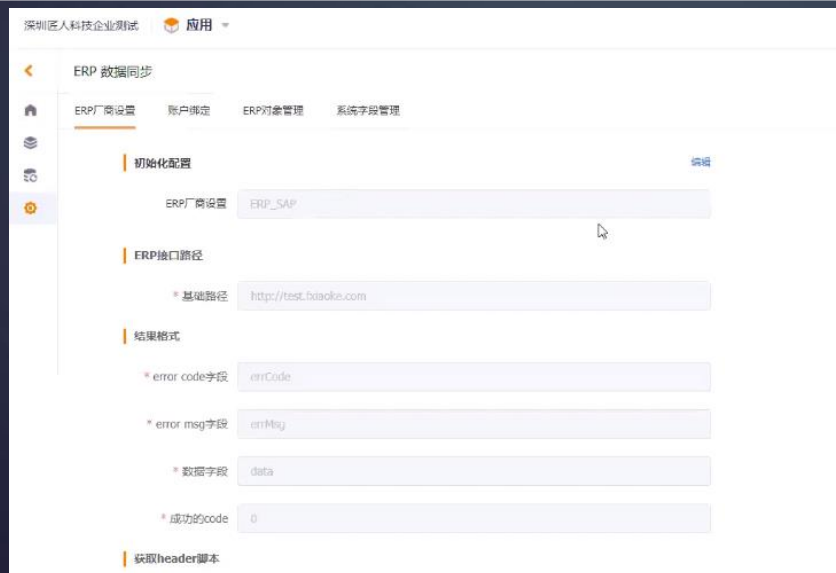 深圳匠人科技企业测试 应用
ERP 数据同步
ERP厂商设置 账户绑定 ERP对象管理 系统字段管理
初始化配置 编辑
ERP厂商设置 ERP_SAP
ERP接口路径
* 基础路径 http://test.fxiaoke.com
结果格式
* error code字段 errCode
* error msg字段 errMsg
* 数据字段 data
* 成功的code 0
获取header脚本